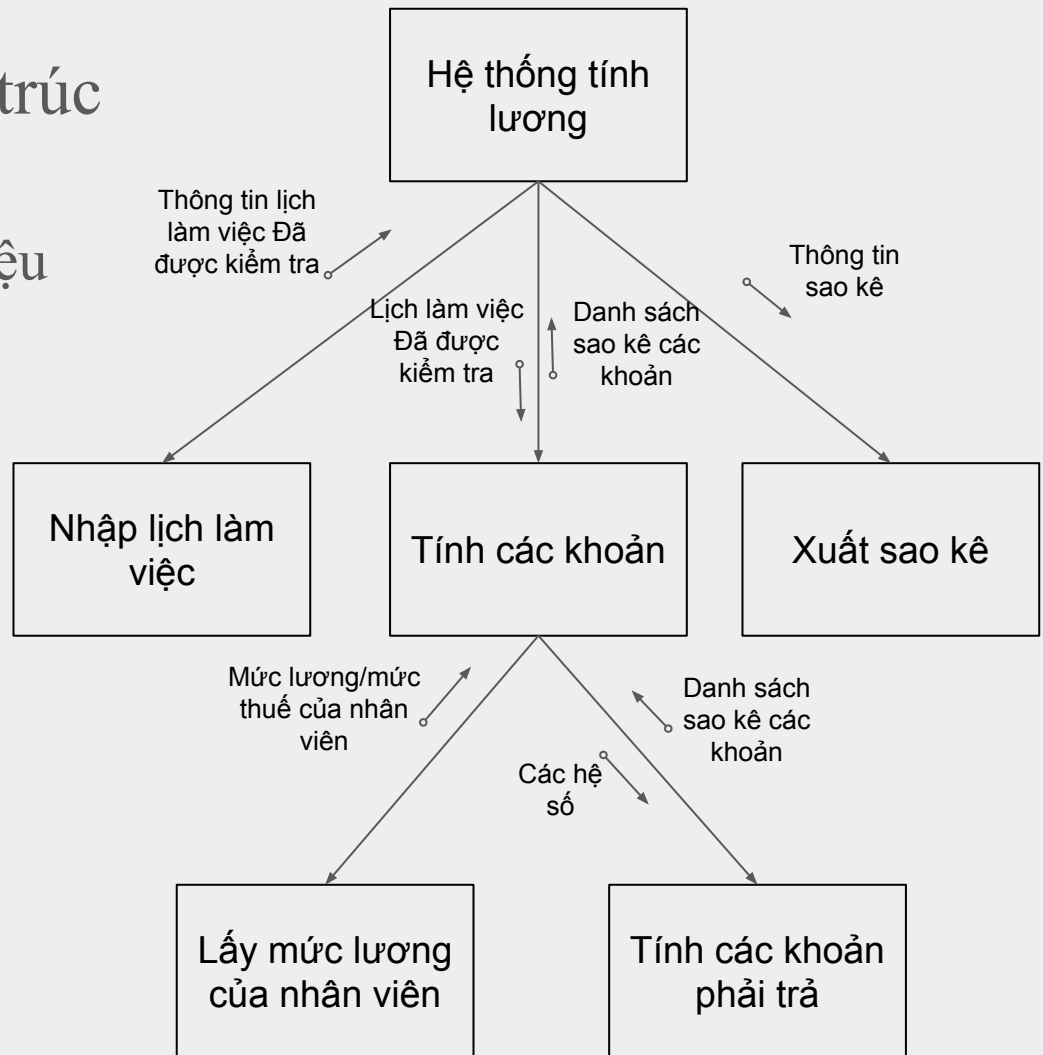 trúc
ệu
Hệ thống tính
lương
Thông tin lịch
làm việc Đã
được kiểm tra
Thông tin
sao kê
Lịch làm việc
Đã được
kiểm tra
Danh sách
sao kê các
khoản
Nhập lịch làm
việc
Tính các khoản
Xuất sao kê
Mức lương/mức
thuế của nhân
viên
Danh sách
sao kê các
khoản
Các hệ
số
Lấy mức lương
của nhân viên
Tính các khoản
phải trả